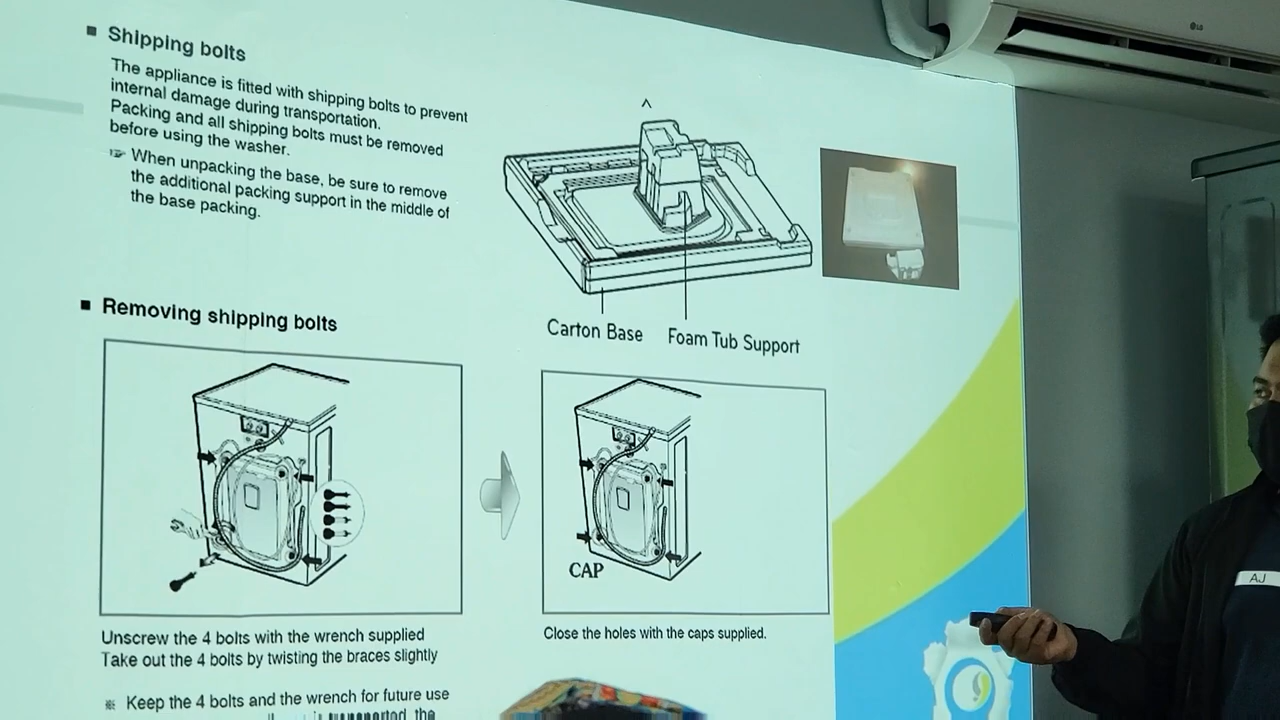 ■ Shipping bolts
The appliance is fitted with shipping bolts to prevent
internal damage during transportation.
Packing and all shipping bolts must be removed
before using the washer.
☞ When unpacking the base, be sure to remove
the additional packing support in the middle of
the base packing.
Carton Base
Foam Tub Support
■ Removing shipping bolts
CAP
Unscrew the 4 bolts with the wrench supplied
Take out the 4 bolts by twisting the braces slightly
Close the holes with the caps supplied.
※ Keep the 4 bolts and the wrench for future use
transported, the
LG
AJ